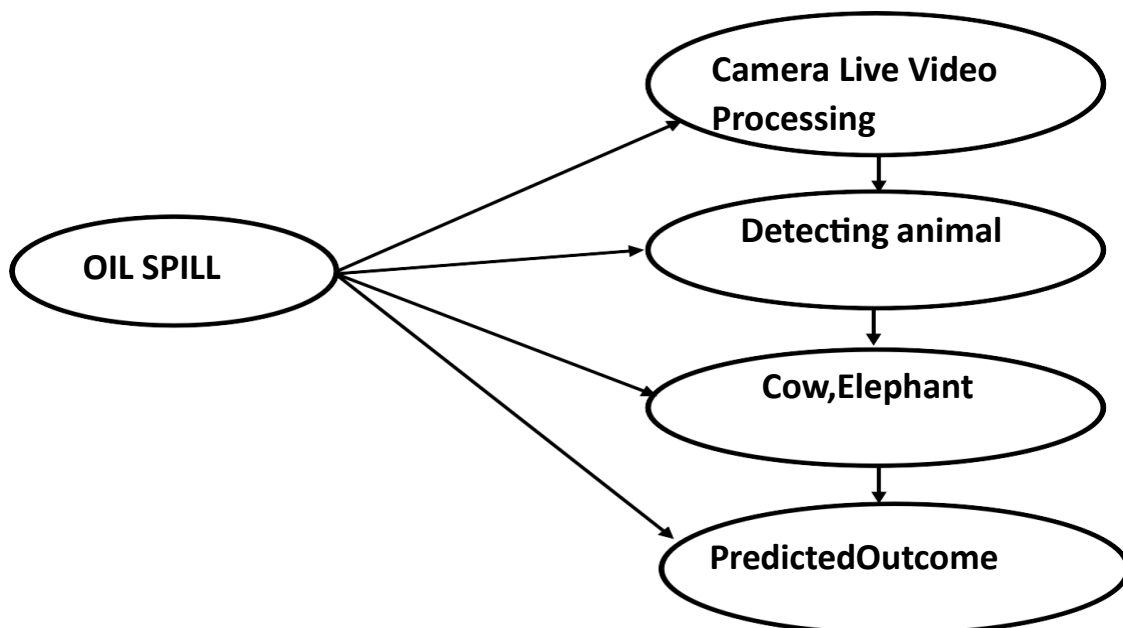 Camera Live Video
Processing
Detecting animal
OIL SPILL
Cow,Elephant
PredictedOutcome